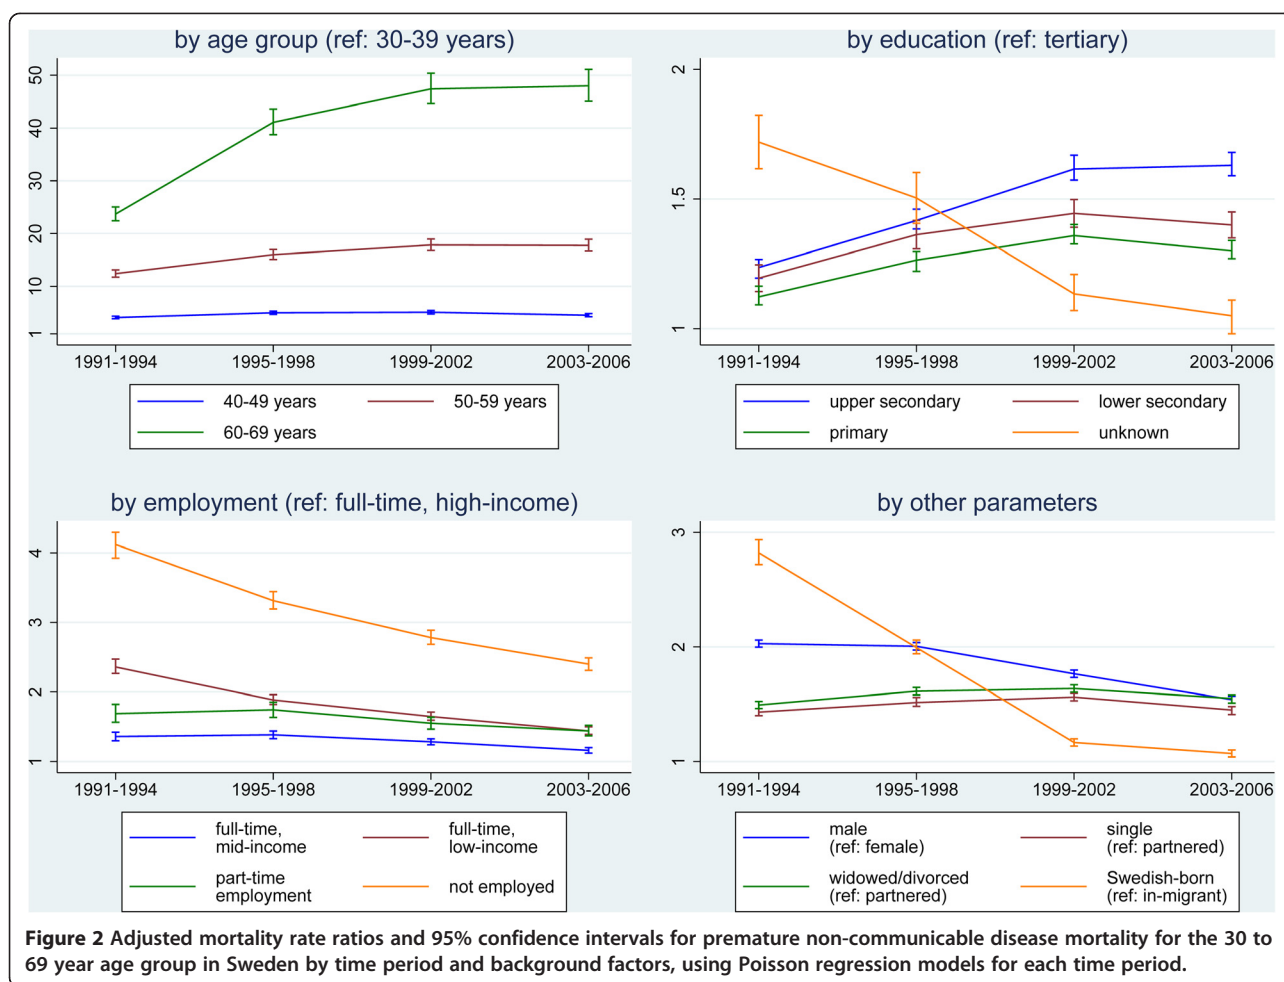 by age group (ref: 30-39 years)
50
40
30
20
10
1
1991-1994 1995-1998 1999-2002 2003-2006
40-49 years 50-59 years
60-69 years
by education (ref: tertiary)
2
1.5
1
1991-1994 1995-1998 1999-2002 2003-2006
upper secondary lower secondary
primary unknown
by employment (ref: full-time, high-income)
4
3
2
1
1991-1994 1995-1998 1999-2002 2003-2006
full-time,
mid-income
full-time,
low-income
part-time
employment
not employed
by other parameters
3
2
1
1991-1994 1995-1998 1999-2002 2003-2006
male
(ref: female)
single
(ref: partnered)
widowed/divorced
(ref: partnered)
Swedish-born
(ref: in-migrant)
Figure 2 Adjusted mortality rate ratios and 95% confidence intervals for premature non-communicable disease mortality for the 30 to
69 year age group in Sweden by time period and background factors, using Poisson regression models for each time period.